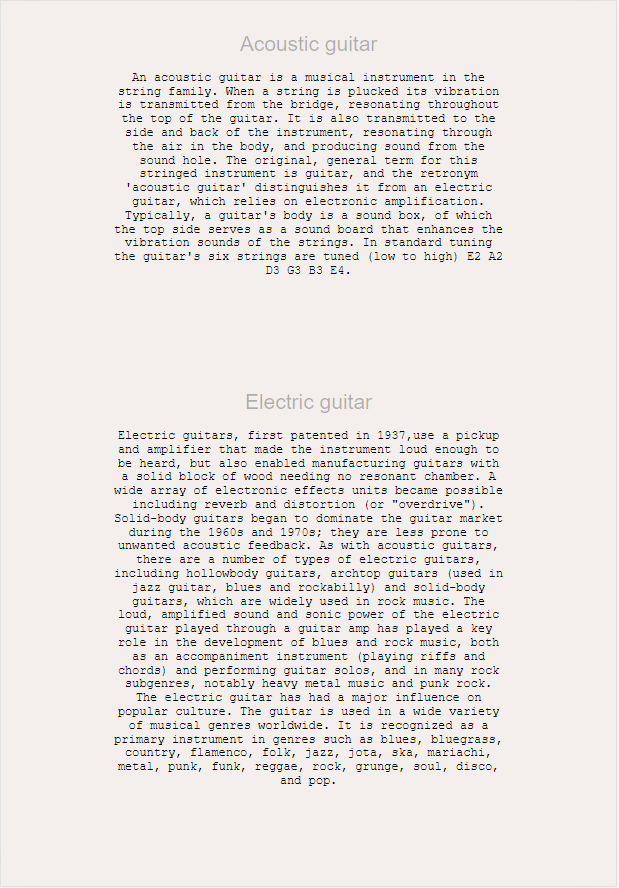 Acoustic guitar
An acoustic guitar is a musical instrument in the
string family. When a string is plucked its vibration
is transmitted from the bridge, resonating throughout
the top of the guitar. It is also transmitted to the
side and back of the instrument, resonating through
the air in the body, and producing sound from the
sound hole. The original, general term for this
stringed instrument is guitar, and the retronym
'acoustic guitar' distinguishes it from an electric
guitar, which relies on electronic amplification.
Typically, a guitar's body is a sound box, of which
the top side serves as a sound board that enhances the
vibration sounds of the strings. In standard tuning
the guitar's six strings are tuned (low to high) E2 A2
D3 G3 B3 E4.
Electric guitar
Electric guitars, first patented in 1937,use a pickup
and amplifier that made the instrument loud enough to
be heard, but also enabled manufacturing guitars with
a solid block of wood needing no resonant chamber. A
wide array of electronic effects units became possible
including reverb and distortion (or "overdrive").
Solid-body guitars began to dominate the guitar market
during the 1960s and 1970s; they are less prone to
unwanted acoustic feedback. As with acoustic guitars,
there are a number of types of electric guitars,
including hollowbody guitars, archtop guitars (used in
jazz guitar, blues and rockabilly) and solid-body
guitars, which are widely used in rock music. The
loud, amplified sound and sonic power of the electric
guitar played through a guitar amp has played a key
role in the development of blues and rock music, both
as an accompaniment instrument (playing riffs and
chords) and performing guitar solos, and in many rock
subgenres, notably heavy metal music and punk rock.
The electric guitar has had a major influence on
popular culture. The guitar is used in a wide variety
of musical genres worldwide. It is recognized as a
primary instrument in genres such as blues, bluegrass,
country, flamenco, folk, jazz, jota, ska, mariachi,
metal, punk, funk, reggae, rock, grunge, soul, disco,
and pop.